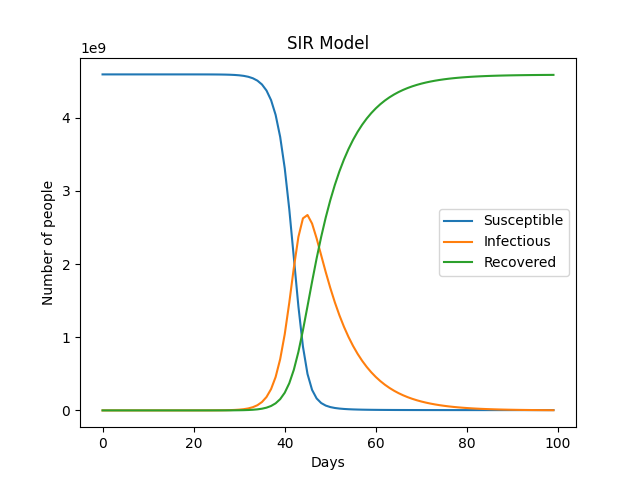 SIR Model
1e9
4
3
2
1
0
Number of people
Susceptible
Infectious
Recovered
0 20 40 60 80 100
Days